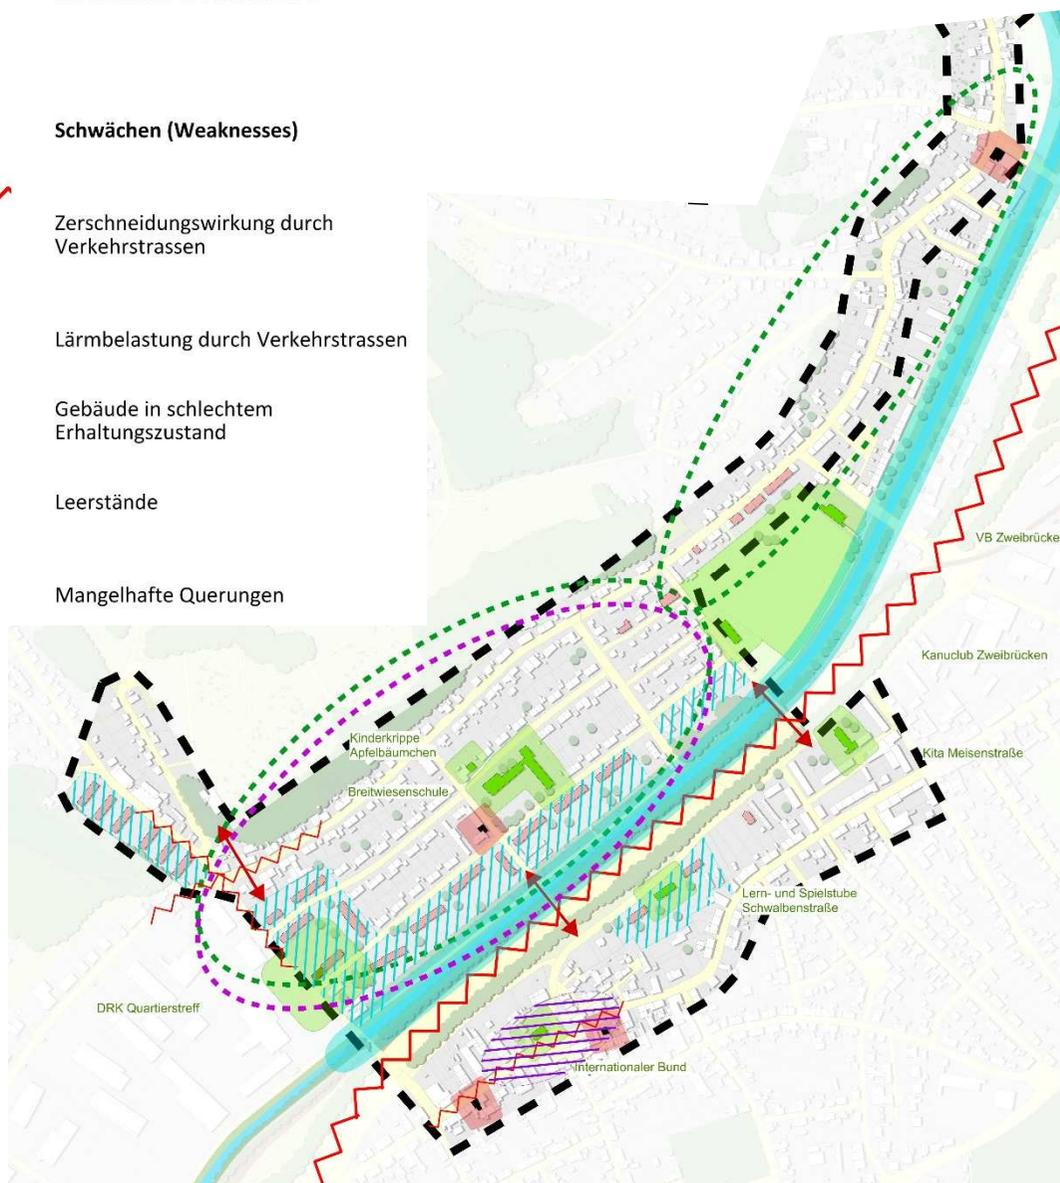 Schwächen (Weaknesses)
Zerschneidungswirkung durch
Verkehrstrassen
Lärmbelastung durch Verkehrstrassen
Gebäude in schlechtem
Erhaltungszustand
Leerstände
Mangelhafte Querungen
VB Zweibrücke
Kanuclub Zweibrücken
Kinderkrippe
Apfelbäumchen
Kita Meisenstraße
Breitwiesenschule
Lern- und Spielstube
Schwalbenstraße
DRK Quartierstreff
Internationaler Bund